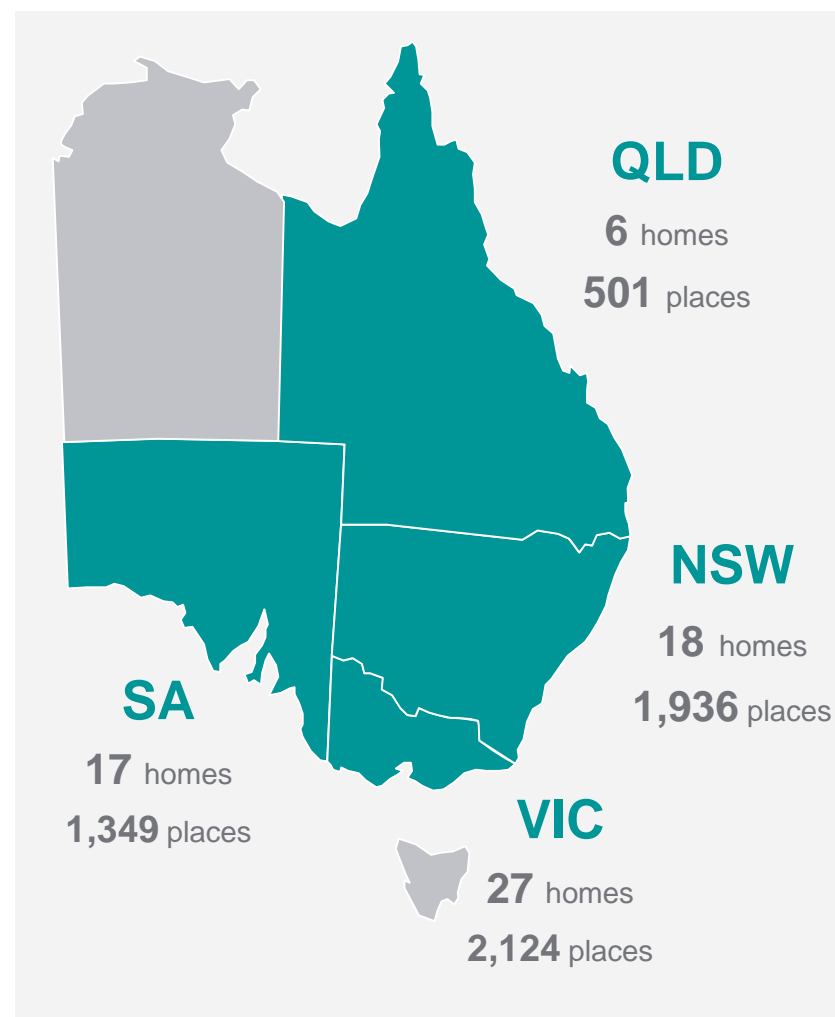 QLD
6 homes
501 places
NSW
18 homes
1,936 places
SA
17 homes
1,349 places
VIC
27 homes
2,124 places